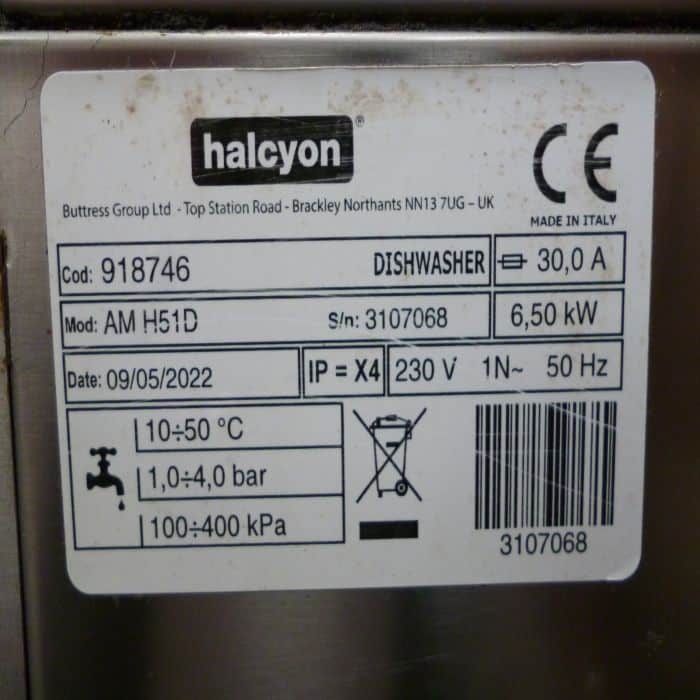 halcyon®
Buttress Group Ltd - Top Station Road - Brackley Northants NN13 7UG – UK
CE
MADE IN ITALY
Cod: 918746 DISHWASHER 30,0 A
Mod: AM H51D S/n: 3107068 6,50 kW
Date: 09/05/2022 IP = X4 230 V 1N~ 50 Hz
10÷50 °C
1,0÷4,0 bar
100÷400 kPa
3107068